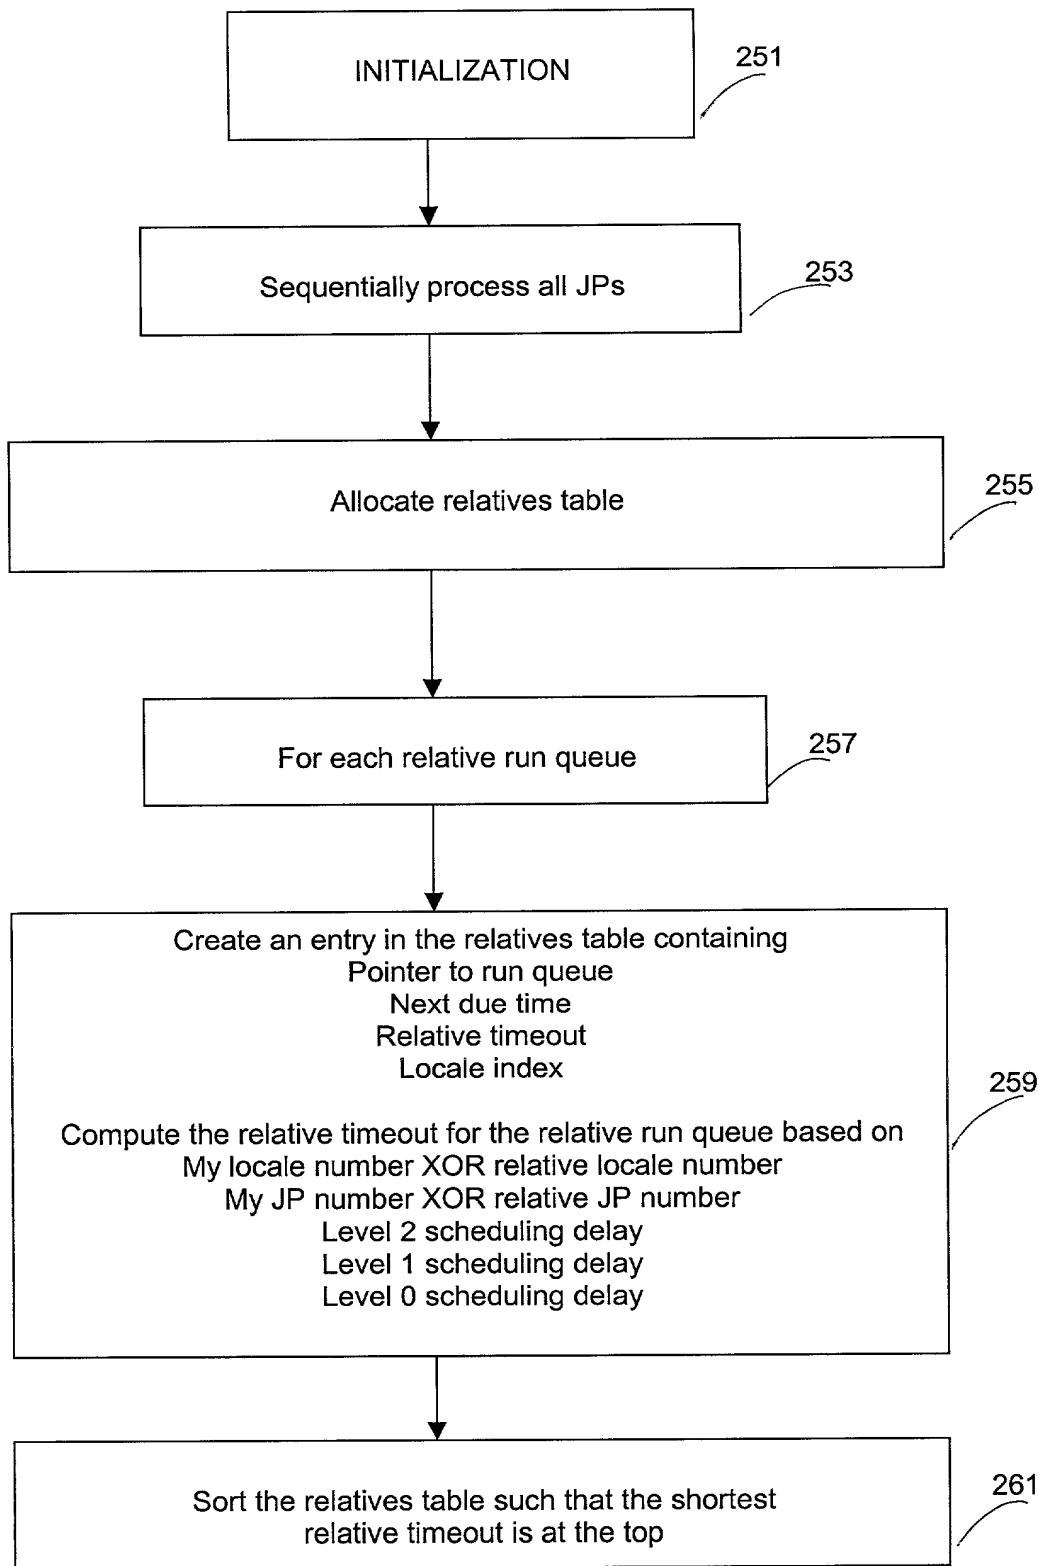 INITIALIZATION
251
Sequentially process all JPs
253
Allocate relatives table
255
For each relative run queue
257
Create an entry in the relatives table containing
Pointer to run queue
Next due time
Relative timeout
Locale index
259
Compute the relative timeout for the relative run queue based on
My locale number XOR relative locale number
My JP number XOR relative JP number
Level 2 scheduling delay
Level 1 scheduling delay
Level 0 scheduling delay
Sort the relatives table such that the shortest
relative timeout is at the top
261